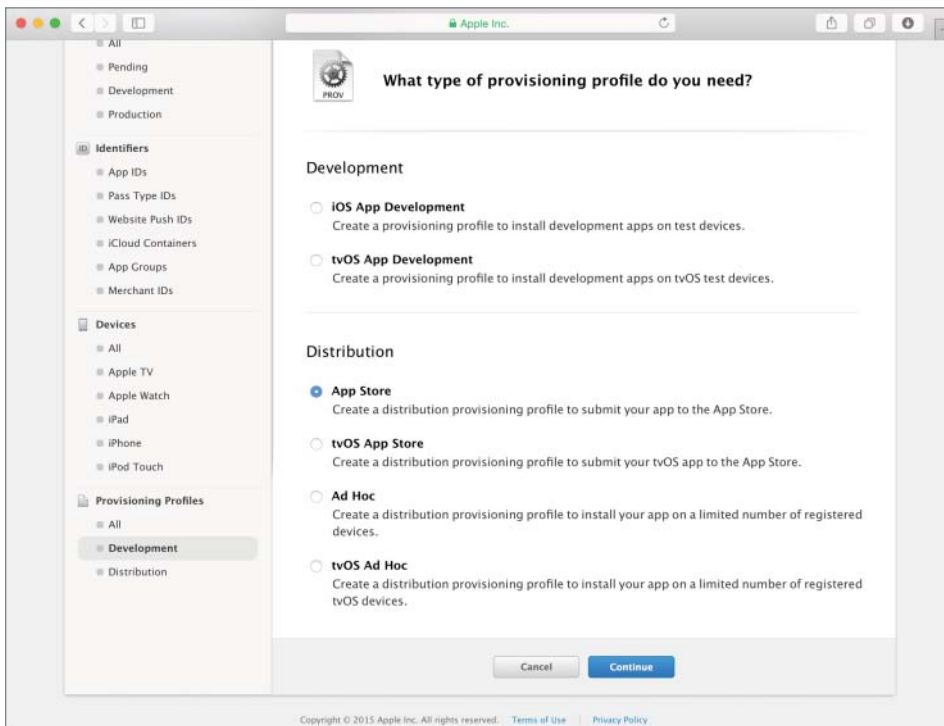 Apple Inc.
All
Pending
Development
Production
Identifiers
App IDs
Pass Type IDs
Website Push IDs
iCloud Containers
App Groups
Merchant IDs
Devices
All
Apple TV
Apple Watch
iPad
iPhone
iPod Touch
Provisioning Profiles
All
Development
Distribution
PROV
What type of provisioning profile do you need?
Development
iOS App Development
Create a provisioning profile to install development apps on test devices.
tvOS App Development
Create a provisioning profile to install development apps on tvOS test devices.
Distribution
App Store
Create a distribution provisioning profile to submit your app to the App Store.
tvOS App Store
Create a distribution provisioning profile to submit your tvOS app to the App Store.
Ad Hoc
Create a distribution provisioning profile to install your app on a limited number of registered
devices.
tvOS Ad Hoc
Create a distribution provisioning profile to install your app on a limited number of registered
tvOS devices.
Cancel
Continue
Copyright © 2015 Apple Inc. All rights reserved. Terms of Use Privacy Policy